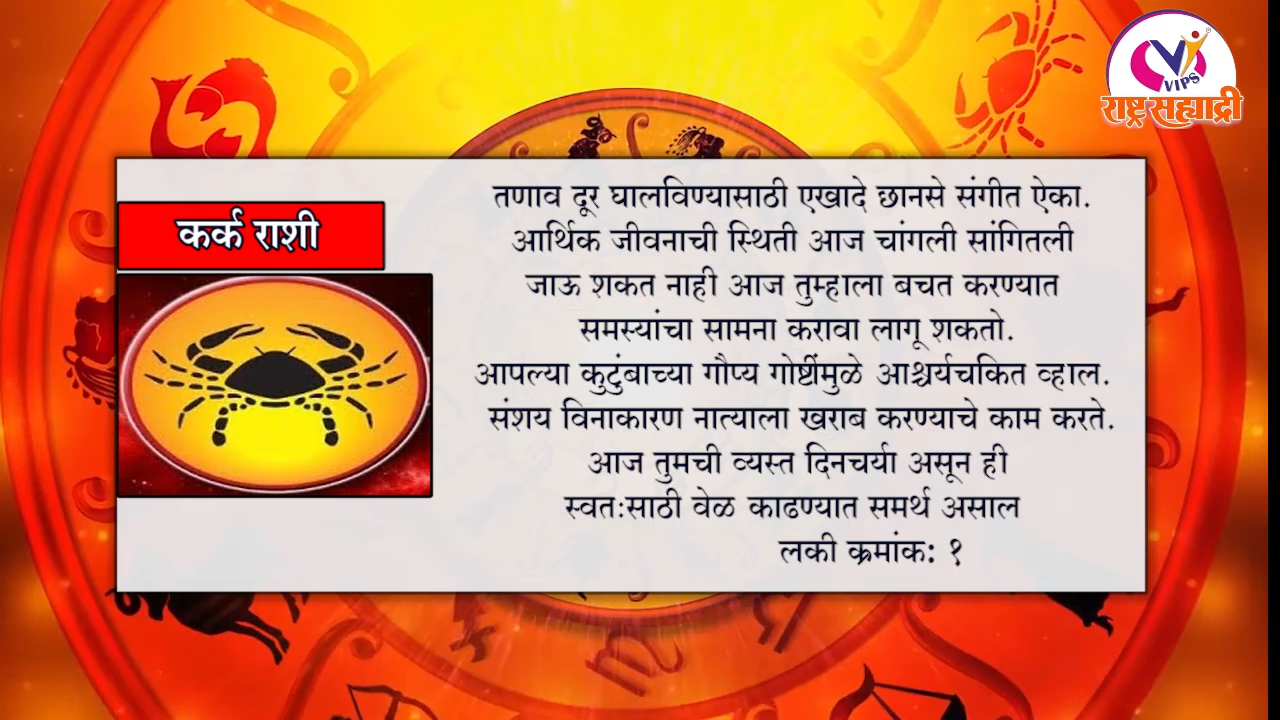 VIPS
राष्ट्र सह्याद्री
कर्क राशी
तणाव दूर घालविण्यासाठी एखादे छानसे संगीत ऐका.
आर्थिक जीवनाची स्थिती आज चांगली सांगितली
जाऊ शकत नाही आज तुम्हाला बचत करण्यात
समस्यांचा सामना करावा लागू शकतो.
आपल्या कुटुंबाच्या गौप्य गोष्टींमुळे आश्चर्यचकित व्हाल.
संशय विनाकारण नात्याला खराब करण्याचे काम करते.
आज तुमची व्यस्त दिनचर्या असून ही
स्वतःसाठी वेळ काढण्यात समर्थ असाल
लकी क्रमांक: १